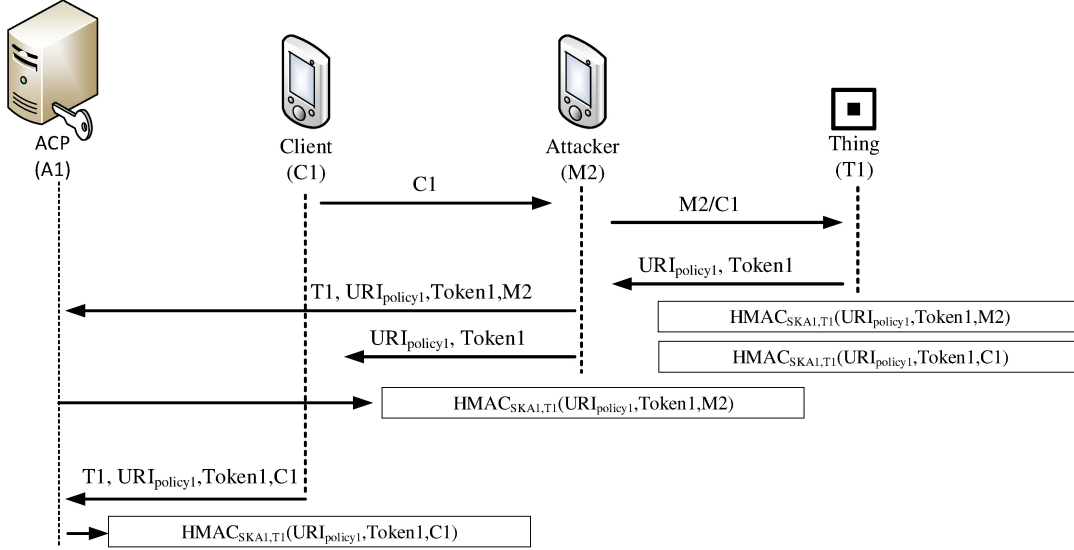 ACP
(A1)
Client
(C1)
Attacker
(M2)
Thing
(T1)
C1
M2/C1
URIpolicy1, Token1
T1, URIpolicy1,Token1,M2
HMACSKA1,T1(URIpolicy1,Token1,M2)
URIpolicy1, Token1
HMACSKA1,T1(URIpolicy1,Token1,C1)
HMACSKA1,T1(URIpolicy1,Token1,M2)
T1, URIpolicy1,Token1,C1
HMACSKA1,T1(URIpolicy1,Token1,C1)